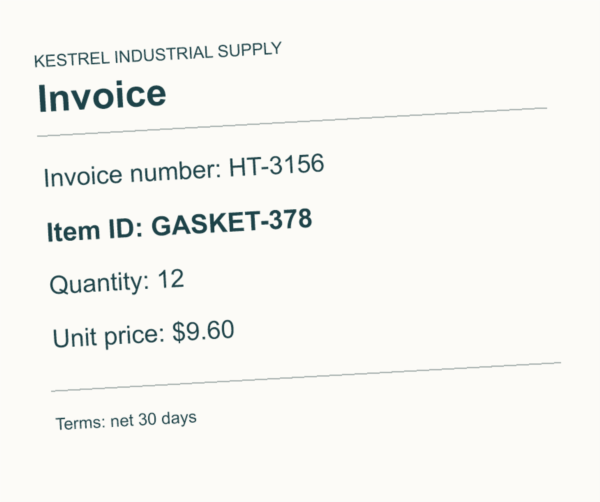 KESTREL INDUSTRIAL SUPPLY
Invoice
Invoice number: HT-3156
Item ID: GASKET-378
Quantity: 12
Unit price: $9.60
Terms: net 30 days